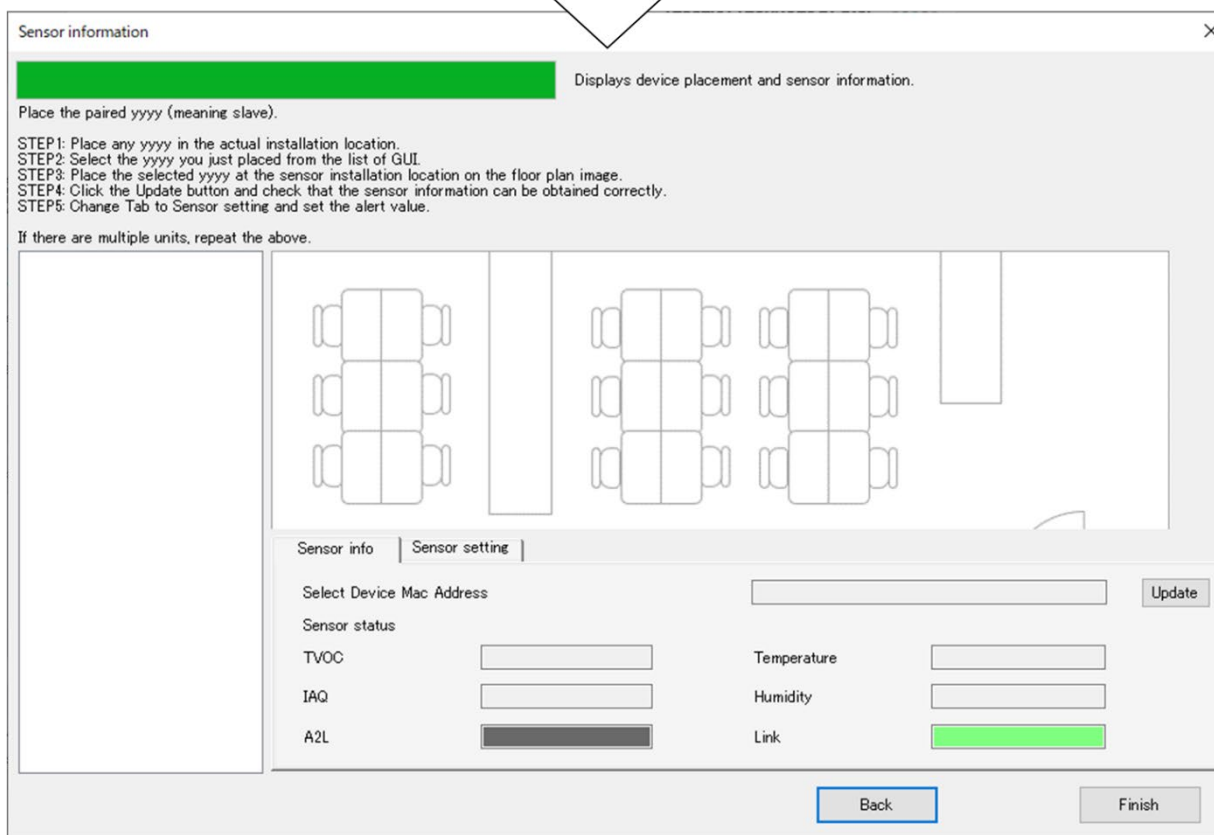 Sensor information
Displays device placement and sensor information.
Place the paired yyyy (meaning slave).
STEP1: Place any yyyy in the actual installation location.
STEP2: Select the yyyy you just placed from the list of GUI.
STEP3: Place the selected yyyy at the sensor installation location on the floor plan image.
STEP4: Click the Update button and check that the sensor information can be obtained correctly.
STEP5: Change Tab to Sensor setting and set the alert value.
If there are multiple units, repeat the above.
Sensor info
Sensor setting
Select Device Mac Address
Update
Sensor status
TVOC
Temperature
IAQ
Humidity
A2L
Link
Back
Finish